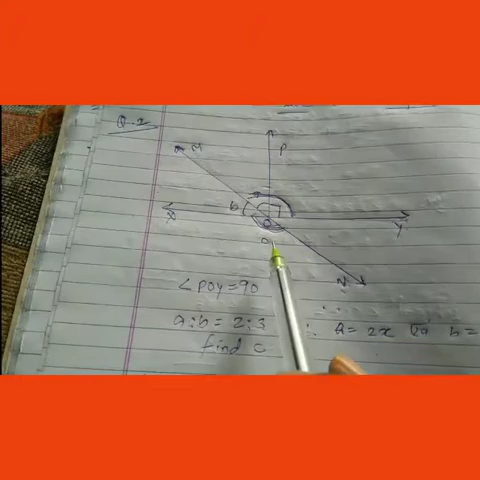 Q.2
M
P
a
b
X
Y
O
N
∠POY=90
a:b=2:3
∴ a=2x b=
find c